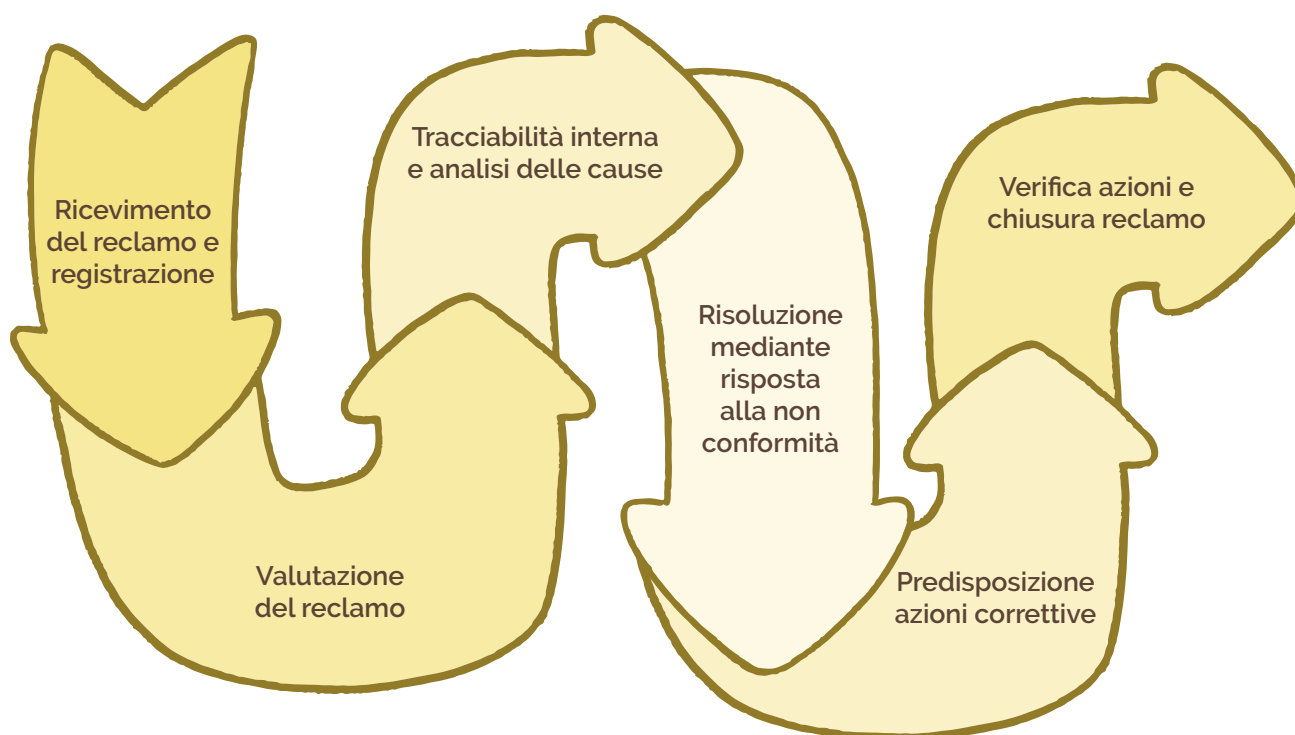 Ricevimento
del reclamo e
registrazione
Valutazione
del reclamo
Tracciabilità interna
e analisi delle cause
Risoluzione
mediante
risposta
alla non
conformità
Predisposizione
azioni correttive
Verifica azioni e
chiusura reclamo